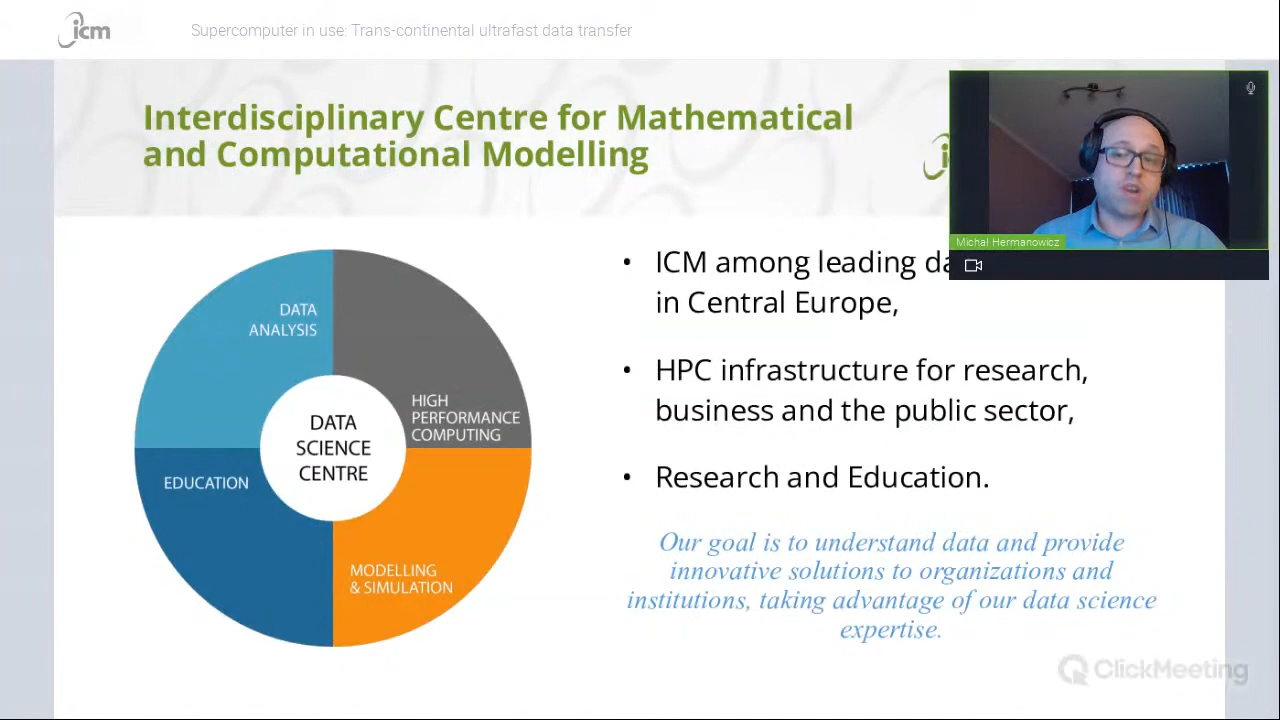 icm
Supercomputer in use: Trans-continental ultrafast data transfer
Interdisciplinary Centre for Mathematical
and Computational Modelling
Michal Hermanowicz
DATA
ANALYSIS
HIGH
PERFORMANCE
COMPUTING
DATA
SCIENCE
CENTRE
EDUCATION
MODELLING
& SIMULATION
• ICM among leading
in Central Europe,
• HPC infrastructure for research,
business and the public sector,
• Research and Education.
Our goal is to understand data and provide
innovative solutions to organizations and
institutions, taking advantage of our data science
expertise.
ClickMeeting